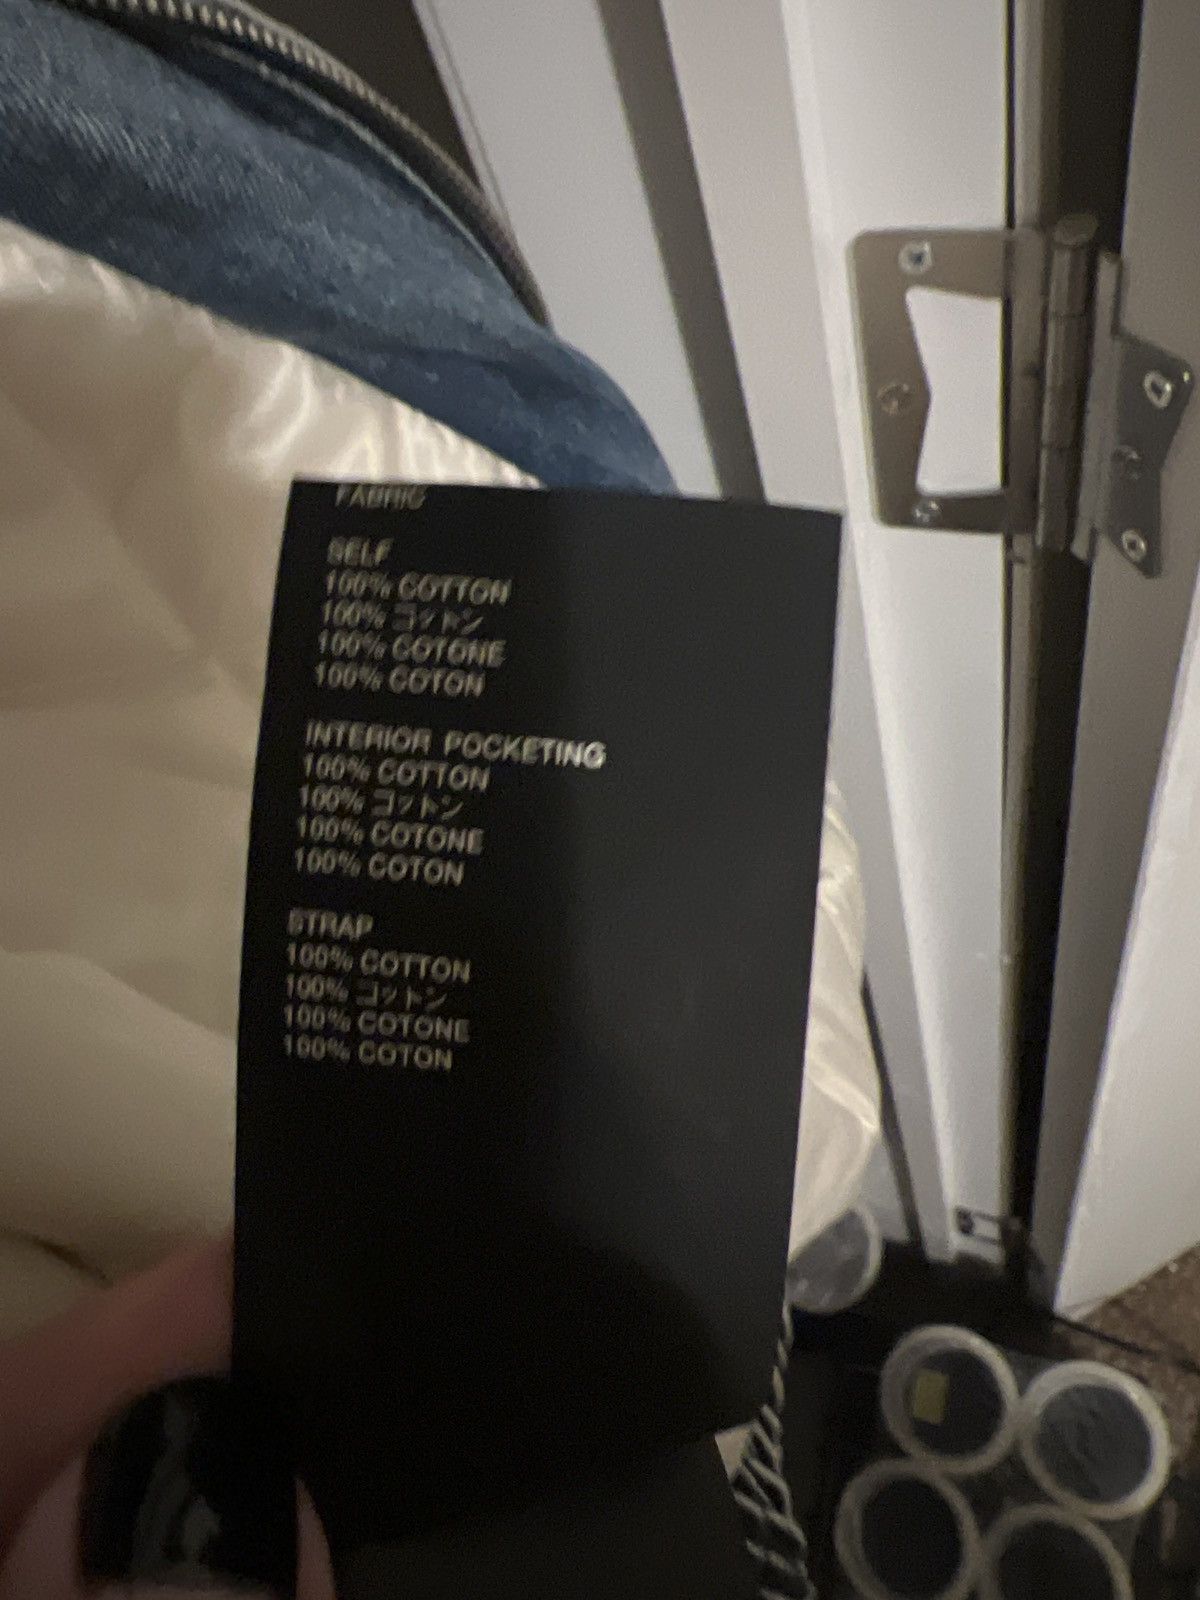 FABRIC
SELF
100% COTTON
100% コットン
100% COTONE
100% COTON
INTERIOR POCKETING
100% COTTON
100% コットン
100% COTONE
100% COTON
STRAP
100% COTTON
100% コットン
100% COTONE
100% COTON